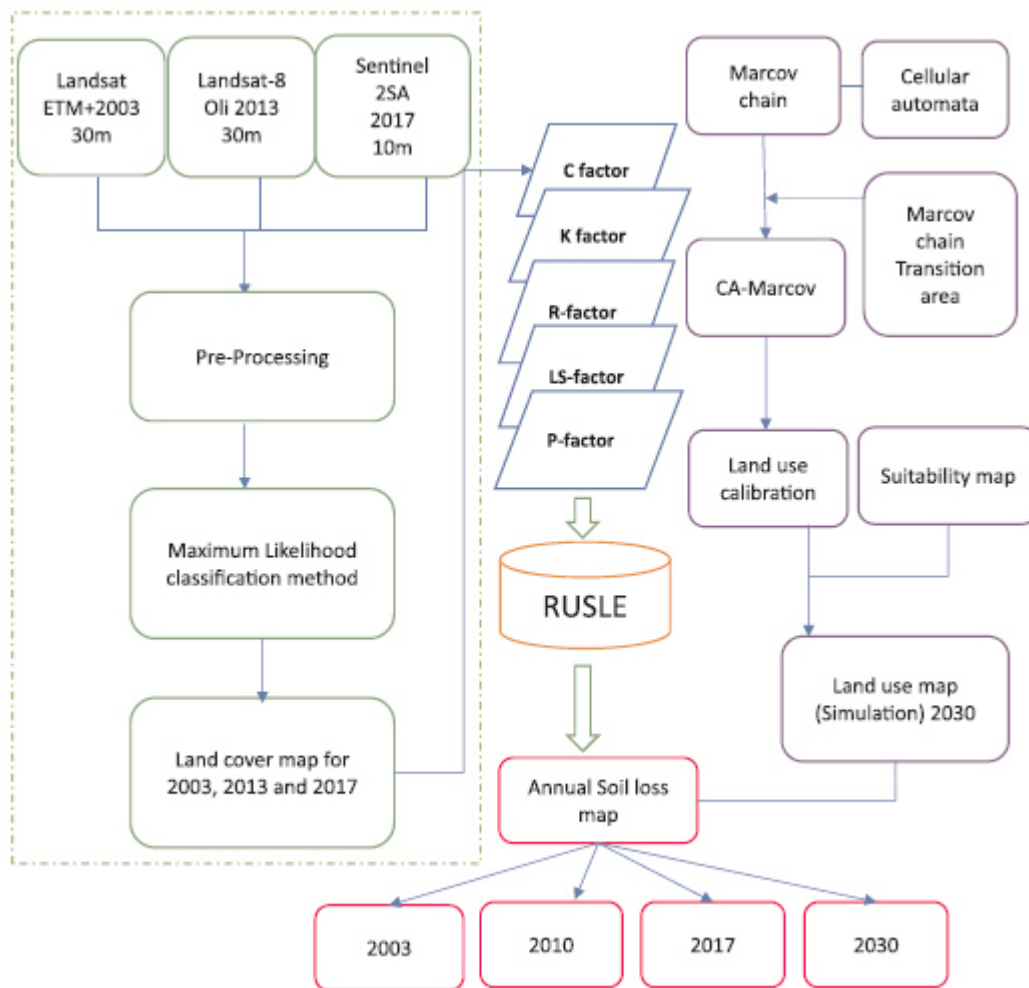 Landsat
ETM+2003
30m
Landsat-8
Oli 2013
30m
Sentinel
2SA
2017
10m
Pre-Processing
Maximum Likelihood
classification method
Land cover map for
2003, 2013 and 2017
C factor
K factor
R-factor
LS-factor
P-factor
RUSLE
Annual Soil loss
map
Marcov
chain
Cellular
automata
Marcov
chain
Transition
area
CA-Marcov
Land use
calibration
Suitability map
Land use map
(Simulation) 2030
2003
2010
2017
2030